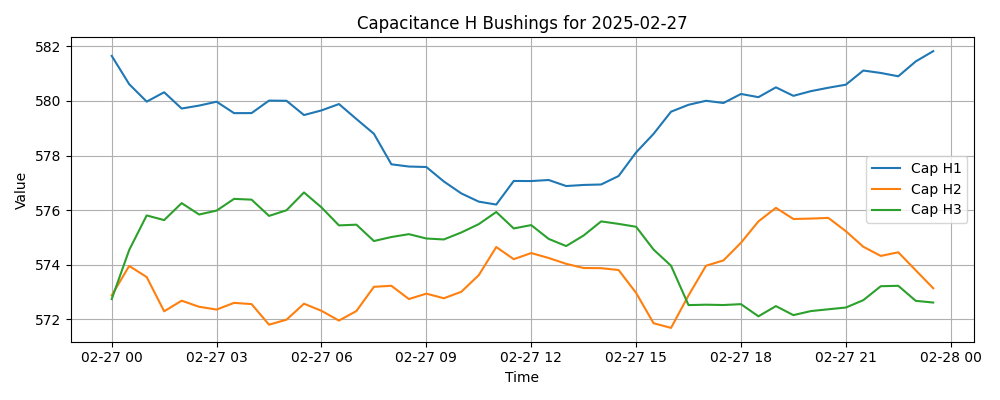 Capacitance H Bushings for 2025-02-27
Value
582
580
578
576
574
572
Cap H1
Cap H2
Cap H3
02-27 00
02-27 03
02-27 06
02-27 09
02-27 12
02-27 15
02-27 18
02-27 21
02-28 00
Time